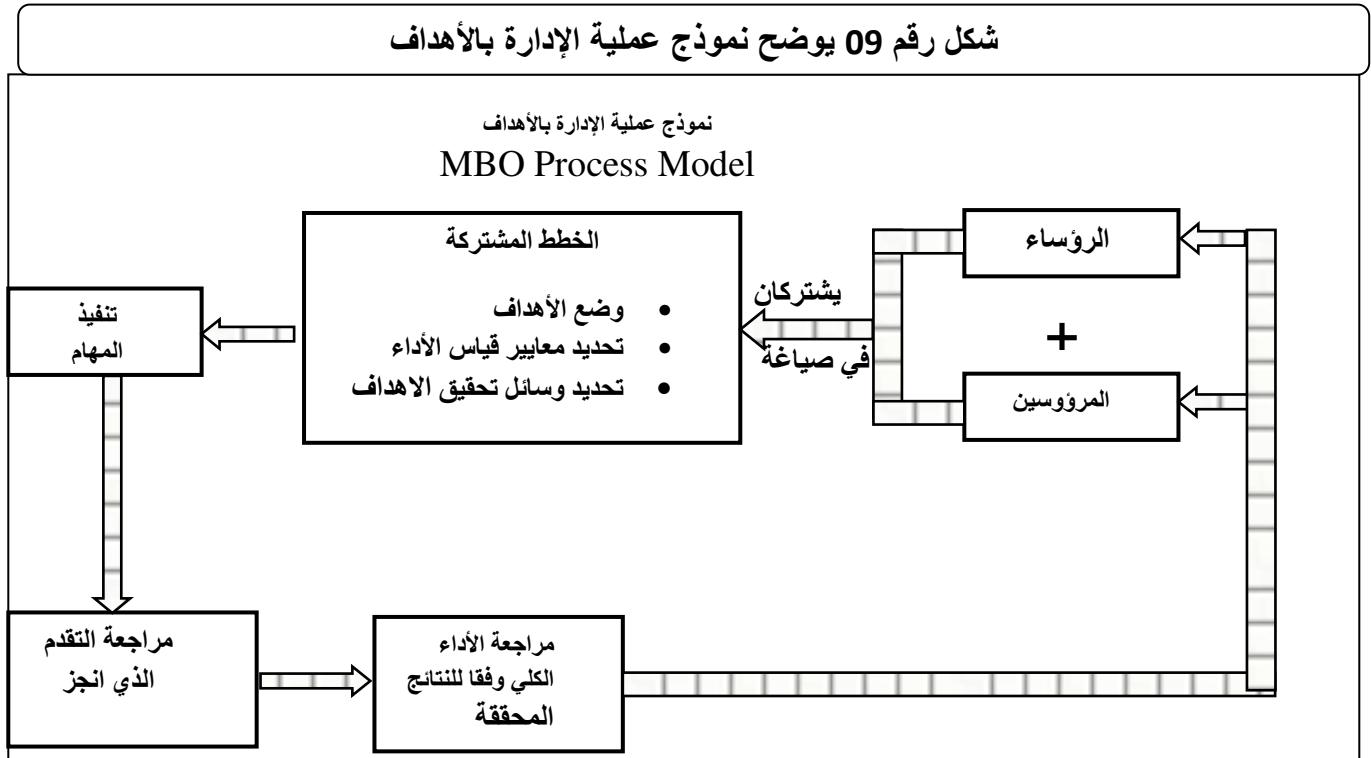 شكل رقم 09 يوضح نموذج عملية الإدارة بالأهداف
نموذج عملية الإدارة بالأهداف
MBO Process Model
الرؤساء
+
المرؤوسين
يشتركان
في صياغة
الخطط المشتركة
• وضع الأهداف
• تحديد معايير قياس الأداء
• تحديد وسائل تحقيق الاهداف
تنفيذ
المهام
مراجعة التقدم
الذي انجز
مراجعة الأداء
الكلي وفقا للنتائج
المحققة